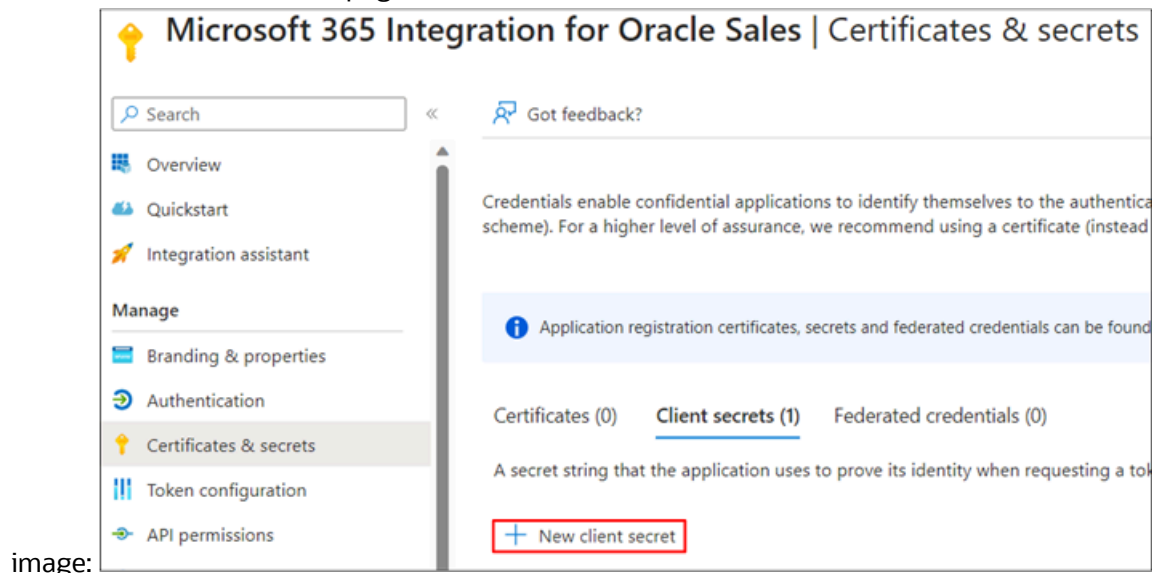 Microsoft 365 Integration for Oracle Sales | Certificates & secrets
Search
«
Got feedback?
Overview
Quickstart
Integration assistant
Manage
Branding & properties
Authentication
Certificates & secrets
Token configuration
API permissions
Credentials enable confidential applications to identify themselves to the authentica
scheme). For a higher level of assurance, we recommend using a certificate (instead
Application registration certificates, secrets and federated credentials can be found
Certificates (0) Client secrets (1) Federated credentials (0)
A secret string that the application uses to prove its identity when requesting a tok
+ New client secret
image: